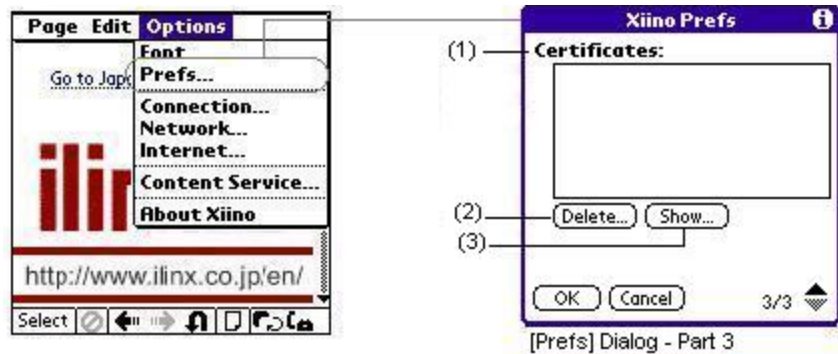 Page Edit Options
Font
Prefs...
Go to Jap
Connection...
Network...
Internet...
Content Service...
About Xiino
ilin
http://www.ilinx.co.jp/en/
Select
Xiino Prefs
(1)
Certificates:
(2)
Delete...
Show...
(3)
OK
Cancel
3/3
[Prefs] Dialog - Part 3